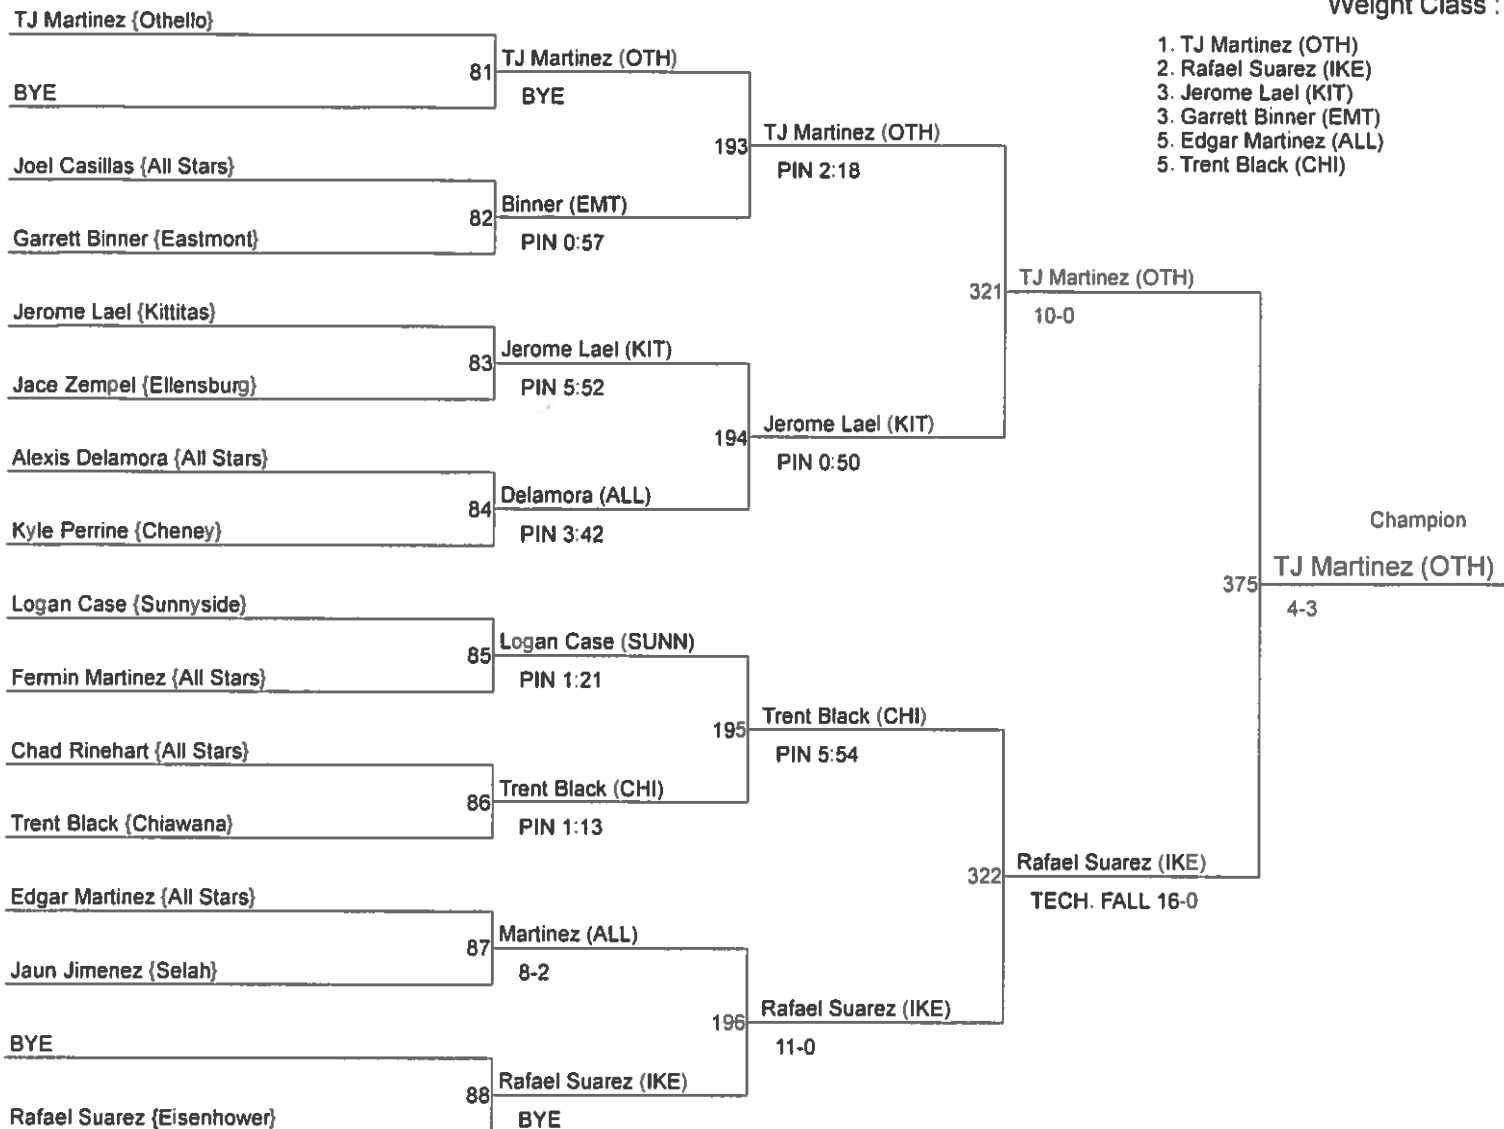 Weight Class :
1. TJ Martinez (OTH)
2. Rafael Suarez (IKE)
3. Jerome Lael (KIT)
3. Garrett Binner (EMT)
5. Edgar Martinez (ALL)
5. Trent Black (CHI)
TJ Martinez {Othello}
81 TJ Martinez (OTH)
BYE
BYE
193 TJ Martinez (OTH)
PIN 2:18
Joel Casillas {All Stars}
82 Binner (EMT)
Garrett Binner {Eastmont}
PIN 0:57
321 TJ Martinez (OTH)
10-0
Jerome Lael {Kittitas}
83 Jerome Lael (KIT)
Jace Zempel {Ellensburg}
PIN 5:52
194 Jerome Lael (KIT)
PIN 0:50
Alexis Delamora {All Stars}
84 Delamora (ALL)
Kyle Perrine {Cheney}
PIN 3:42
Champion
375 TJ Martinez (OTH)
4-3
Logan Case {Sunnyside}
85 Logan Case (SUNN)
Fermin Martinez {All Stars}
PIN 1:21
195 Trent Black (CHI)
PIN 5:54
Chad Rinehart {All Stars}
86 Trent Black (CHI)
Trent Black {Chiawana}
PIN 1:13
322 Rafael Suarez (IKE)
TECH. FALL 16-0
Edgar Martinez {All Stars}
87 Martinez (ALL)
Jaun Jimenez {Selah}
8-2
196 Rafael Suarez (IKE)
11-0
BYE
88 Rafael Suarez (IKE)
Rafael Suarez {Eisenhower}
BYE